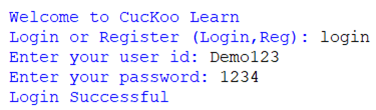 Welcome to CucKoo Learn
Login or Register (Login,Reg): login
Enter your user id: Demo123
Enter your password: 1234
Login Successful